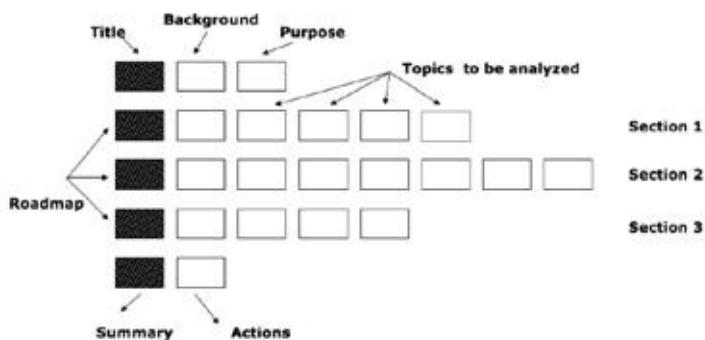 Background
Title
Purpose
Topics to be analyzed
Section 1
Section 2
Roadmap
Section 3
Summary
Actions